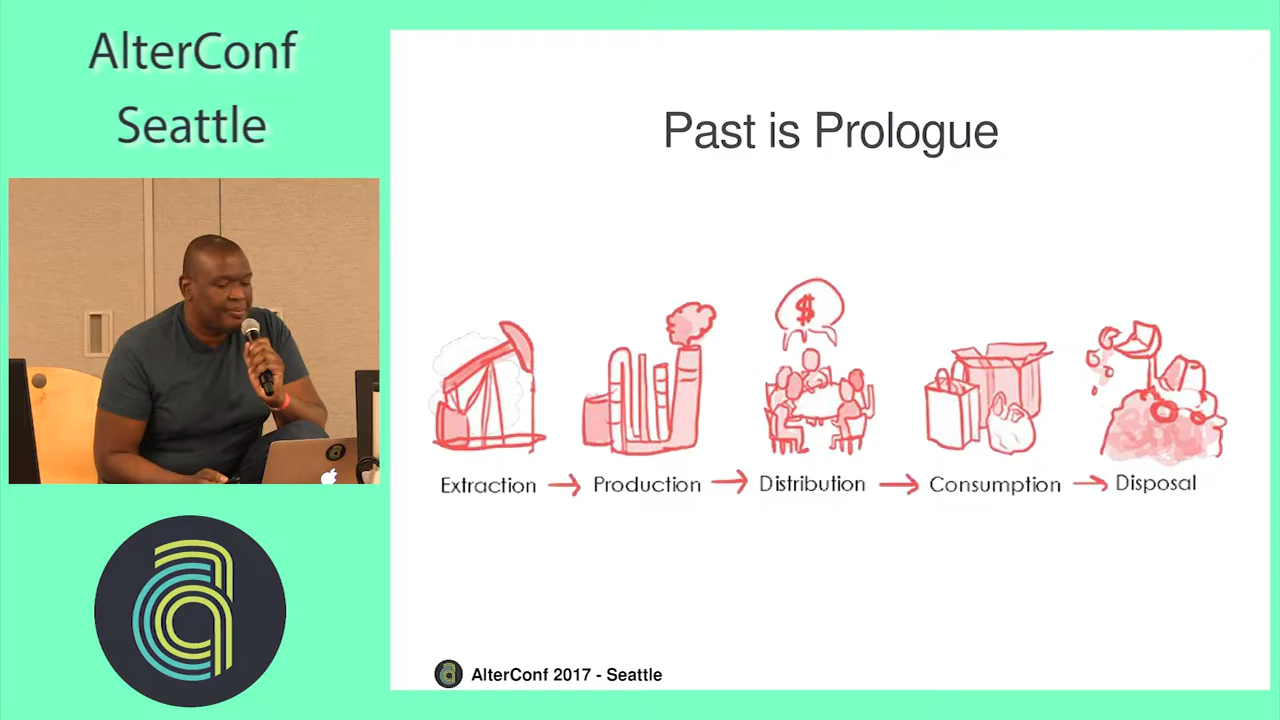 AlterConf
Seattle
Past is Prologue
$
Extraction → Production → Distribution → Consumption → Disposal
AlterConf 2017 - Seattle